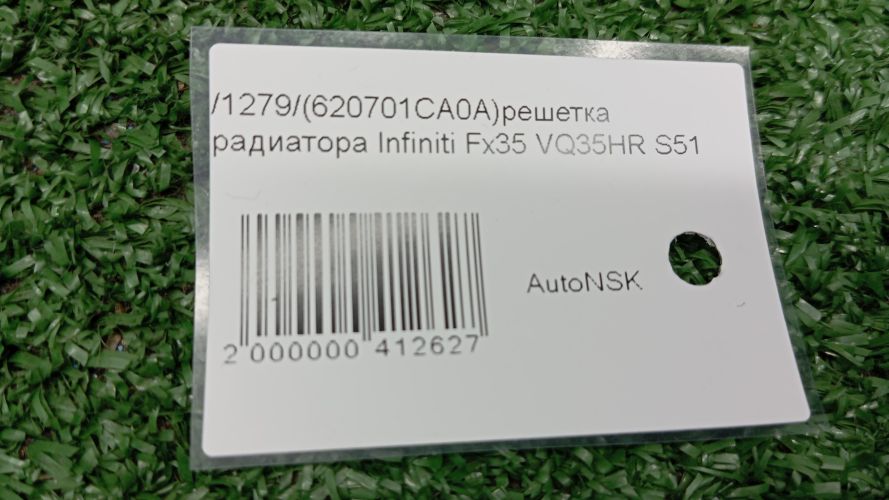 /1279/(620701CA0A)решетка
радиатора Infiniti Fx35 VQ35HR S51
AutoNSK
2 000000 412627